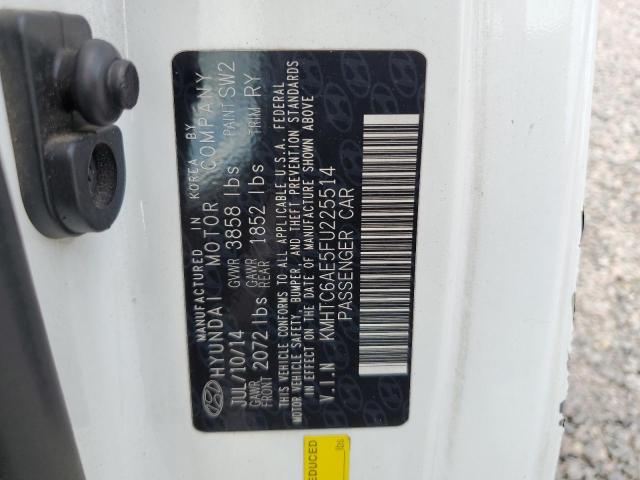 MANUFACTURED IN KOREA BY
HYUNDAI MOTOR COMPANY
JUL/10/14 GVWR 3858 lbs PAINT SW2
GAWR FRONT 2072 lbs GAWR REAR 1852 lbs TRIM RY
THIS VEHICLE CONFORMS TO ALL APPLICABLE U.S.A. FEDERAL
MOTOR VEHICLE SAFETY, BUMPER, AND THEFT PREVENTION STANDARDS
IN EFFECT ON THE DATE OF MANUFACTURE SHOWN ABOVE
V.I.N KMHTC6AE5FU225514
PASSENGER CAR
EDUCED
lbs